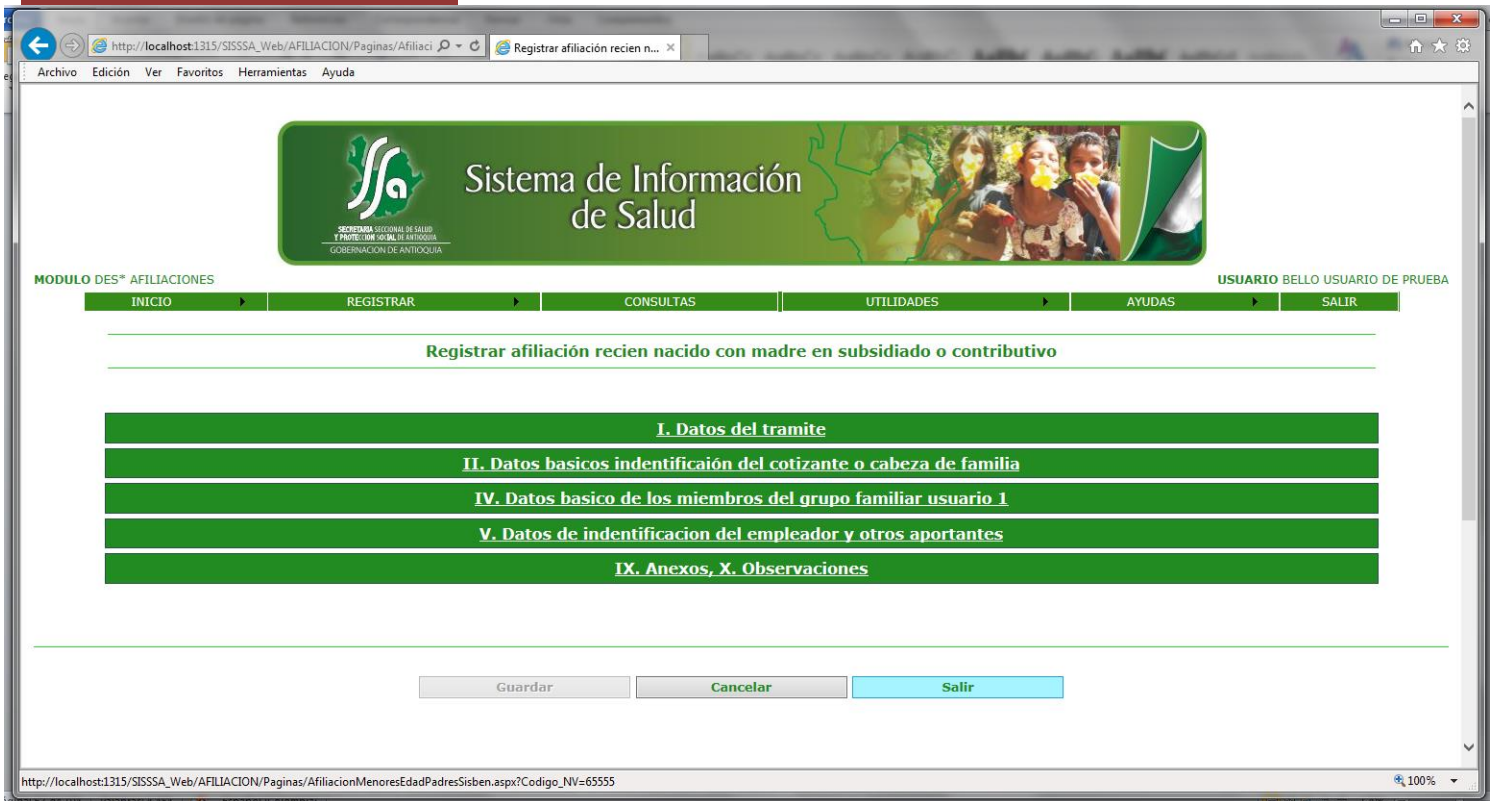 http://localhost:1315/SISSSA_Web/AFILIACION/Paginas/Afiliaci
Registrar afiliación recien n...
Archivo Edición Ver Favoritos Herramientas Ayuda
SECRETARIA SECCIONAL DE SALUD
Y PROTECCION SOCIAL DE ANTIOQUIA
GOBERNACION DE ANTIOQUIA
Sistema de Información
de Salud
MODULO DES* AFILIACIONES
USUARIO BELLO USUARIO DE PRUEBA
INICIO REGISTRAR CONSULTAS UTILIDADES AYUDAS SALIR
Registrar afiliación recien nacido con madre en subsidiado o contributivo
I. Datos del tramite
II. Datos basicos indentificaión del cotizante o cabeza de familia
IV. Datos basico de los miembros del grupo familiar usuario 1
V. Datos de indentificacion del empleador y otros aportantes
IX. Anexos, X. Observaciones
Guardar Cancelar Salir
http://localhost:1315/SISSSA_Web/AFILIACION/Paginas/AfiliacionMenoresEdadPadresSisben.aspx?Codigo_NV=65555
100%